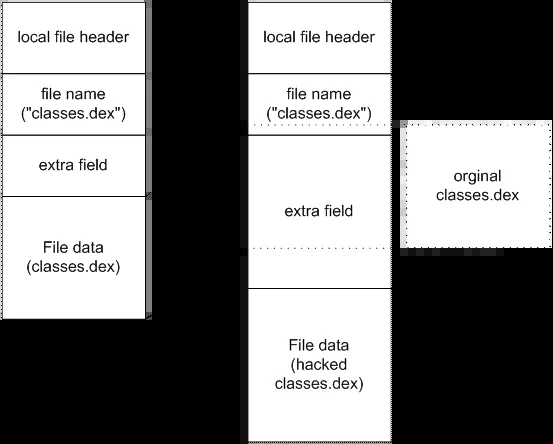 local file header
file name
("classes.dex")
extra field
File data
(classes.dex)
local file header
file name
("classes.dex")
extra field
File data
(hacked
classes.dex)
orginal
classes.dex